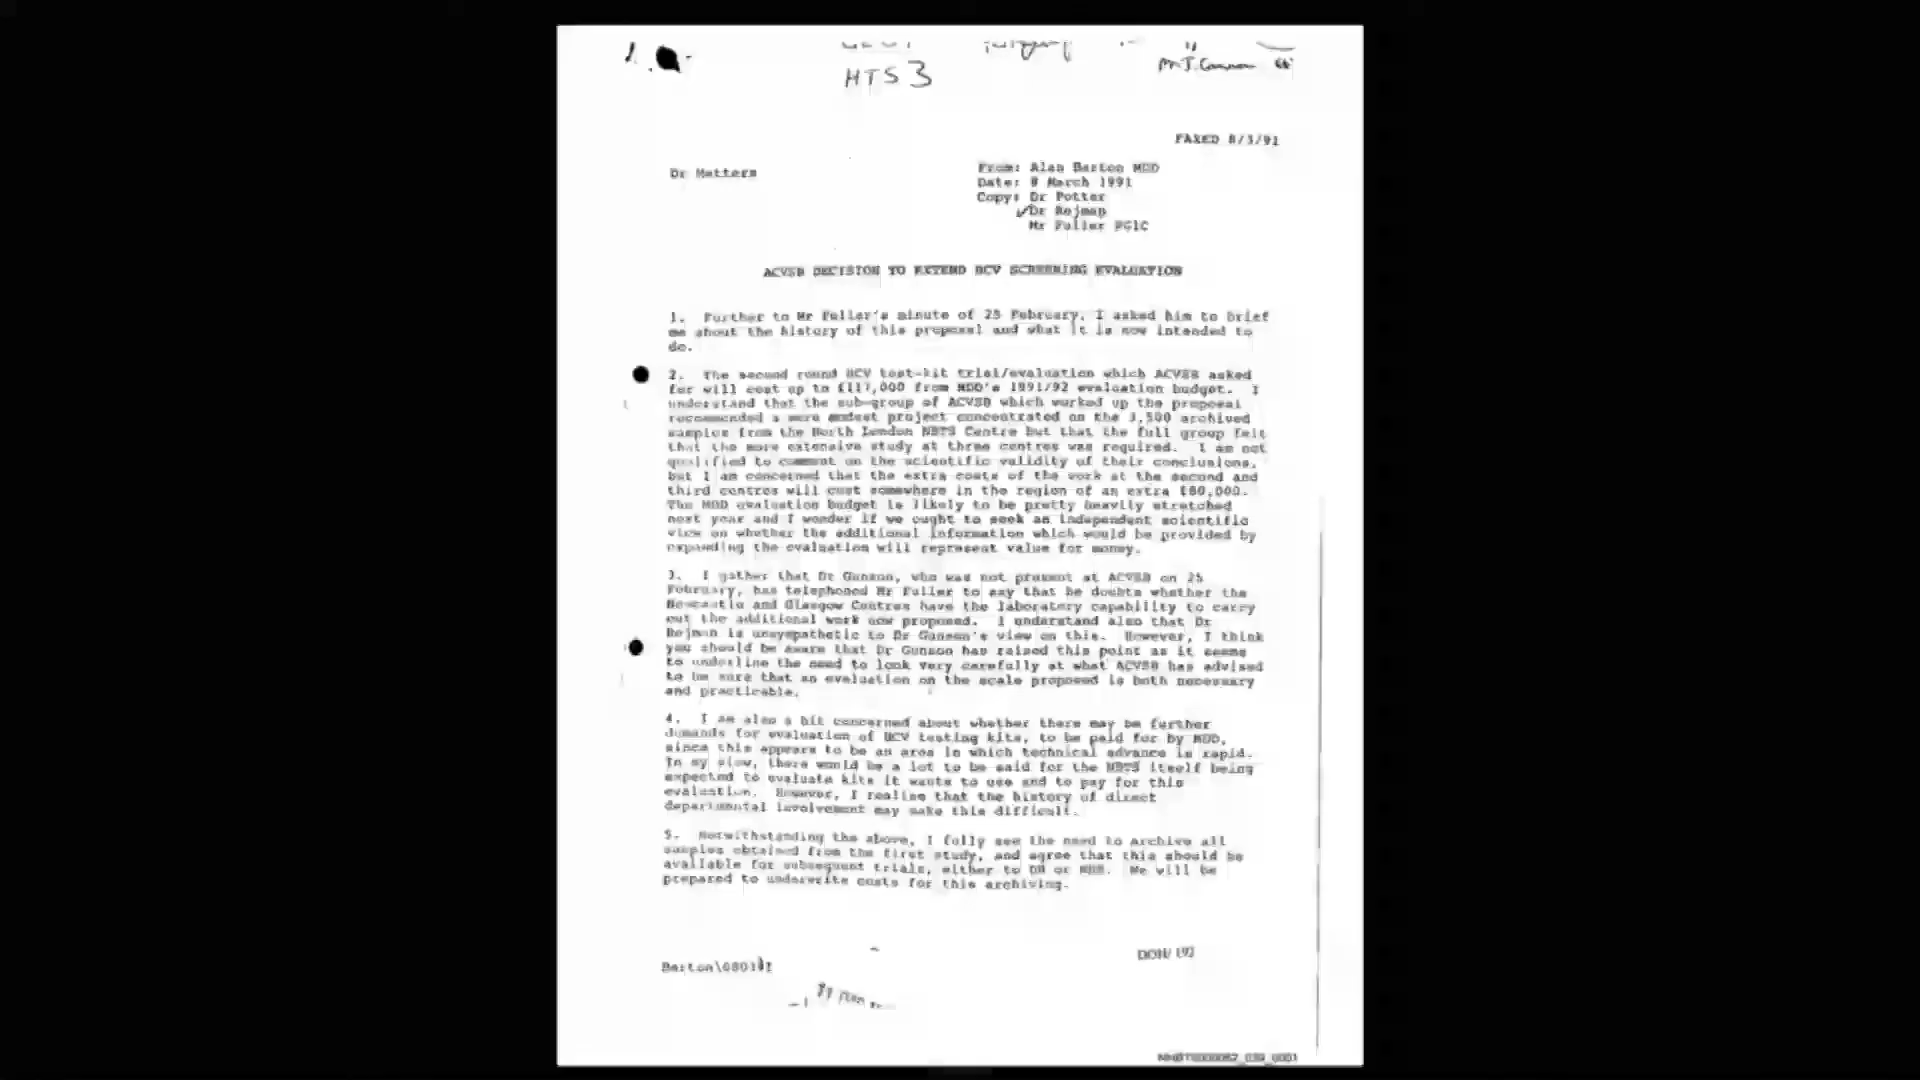 HTS 3
FAXED 8/3/91
Dr Metters
From: Alan Barton MDD
Date: 8 March 1991
Copy: Dr Potter
Dr Rejman
Mr Fuller PG1C
ACVSB DECISION TO EXTEND HCV SCREENING EVALUATION
1. Further to Mr Fuller's minute of 25 February, I asked him to brief
me about the history of this proposal and what it is now intended to
do.
2. The second round HCV test-kit trial/evaluation which ACVSB asked
for will cost up to £117,000 from MDD's 1991/92 evaluation budget. I
understand that the sub-group of ACVSB which worked up the proposal
recommended a more modest project concentrated on the 3,500 archived
samples from the North London NBTS Centre but that the full group felt
that the more extensive study at three centres was required. I am not
qualified to comment on the scientific validity of their conclusions,
but I am concerned that the extra costs of the work at the second and
third centres will cost somewhere in the region of an extra £80,000.
The MDD evaluation budget is likely to be pretty heavily stretched
next year and I wonder if we ought to seek an independent scientific
view on whether the additional information which would be provided by
expanding the evaluation will represent value for money.
3. I gather that Dr Gunson, who was not present at ACVSB on 25
February, has telephoned Mr Fuller to say that he doubts whether the
Newcastle and Glasgow Centres have the laboratory capability to carry
out the additional work now proposed. I understand also that Dr
Rejman is unsympathetic to Dr Gunson's view on this. However, I think
you should be aware that Dr Gunson has raised this point as it seems
to underline the need to look very carefully at what ACVSB has advised
to be sure that an evaluation on the scale proposed is both necessary
and practicable.
4. I am also a bit concerned about whether there may be further
demands for evaluation of HCV testing kits, to be paid for by MDD,
since this appears to be an area in which technical advance is rapid.
In my view, there would be a lot to be said for the NBTS itself being
expected to evaluate kits it wants to use and to pay for this
evaluation. However, I realise that the history of direct
departmental involvement may make this difficult.
5. Notwithstanding the above, I fully see the need to archive all
samples obtained from the first study, and agree that this should be
available for subsequent trials, either to DH or MDD. We will be
prepared to underwrite costs for this archiving.